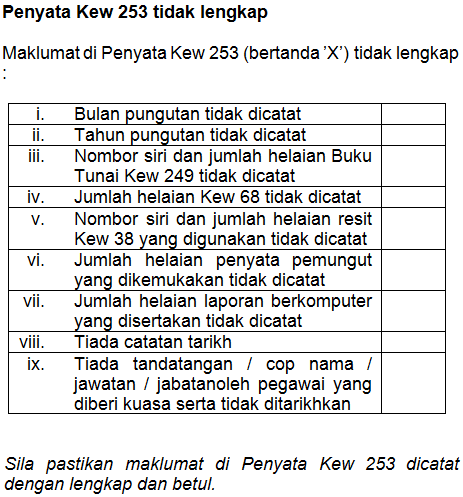 Penyata Kew 253 tidak lengkap
Maklumat di Penyata Kew 253 (bertanda ’X’) tidak lengkap
:
i. Bulan pungutan tidak dicatat
ii. Tahun pungutan tidak dicatat
iii. Nombor siri dan jumlah helaian Buku
Tunai Kew 249 tidak dicatat
iv. Jumlah helaian Kew 68 tidak dicatat
v. Nombor siri dan jumlah helaian resit
Kew 38 yang digunakan tidak dicatat
vi. Jumlah helaian penyata pemungut
yang dikemukakan tidak dicatat
vii. Jumlah helaian laporan berkomputer
yang disertakan tidak dicatat
viii. Tiada catatan tarikh
ix. Tiada tandatangan / cop nama /
jawatan / jabatanoleh pegawai yang
diberi kuasa serta tidak ditarikhkan
Sila pastikan maklumat di Penyata Kew 253 dicatat
dengan lengkap dan betul.